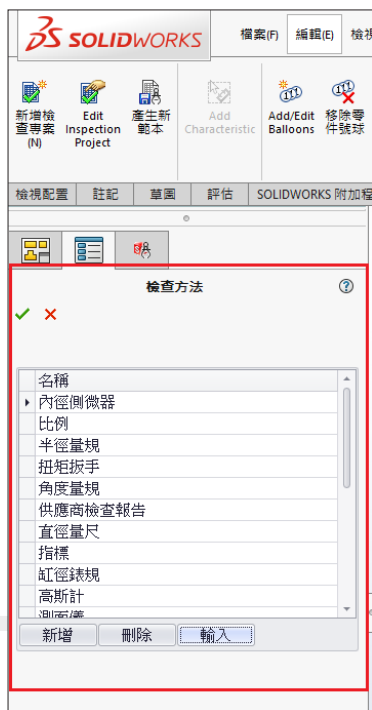 SOLIDWORKS 檔案(F) 編輯(E) 檢視
新增檢查專案(N) Edit Inspection Project 產生新範本 Add Characteristic Add/Edit Balloons 移除零件號球
檢視配置 註記 草圖 評估 SOLIDWORKS 附加程
檢查方法
名稱
內徑側微器
比例
半徑量規
扭矩扳手
角度量規
供應商檢查報告
直徑量尺
指標
缸徑錶規
高斯計
測面儀
新增 刪除 輸入